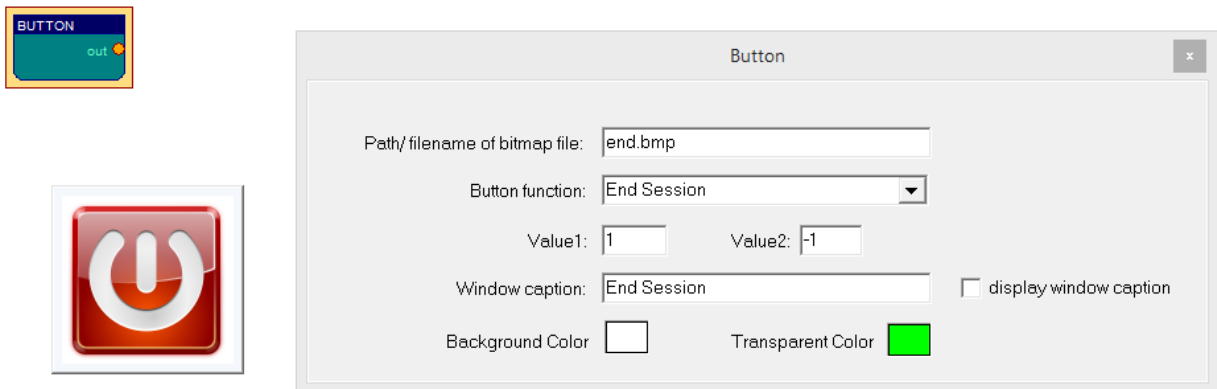 BUTTON
out
Button
x
Path/ filename of bitmap file: end.bmp
Button function: End Session
Value1: 1 Value2: -1
Window caption: End Session display window caption
Background Color Transparent Color